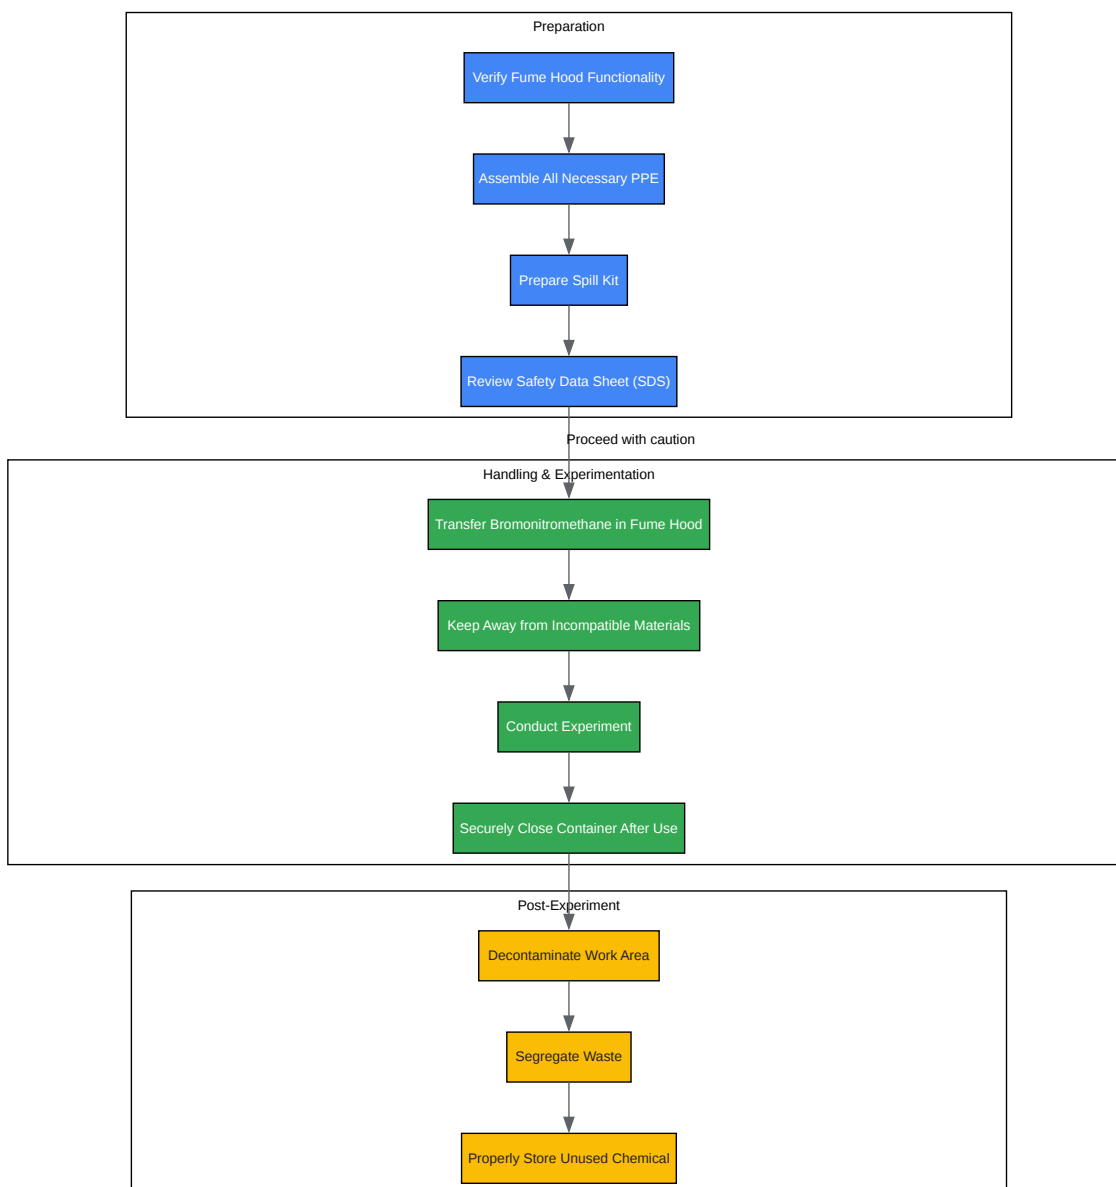 Preparation
Verify Fume Hood Functionality
Assemble All Necessary PPE
Prepare Spill Kit
Review Safety Data Sheet (SDS)
Proceed with caution
Handling & Experimentation
Transfer Bromonitromethane in Fume Hood
Keep Away from Incompatible Materials
Conduct Experiment
Securely Close Container After Use
Post-Experiment
Decontaminate Work Area
Segregate Waste
Properly Store Unused Chemical